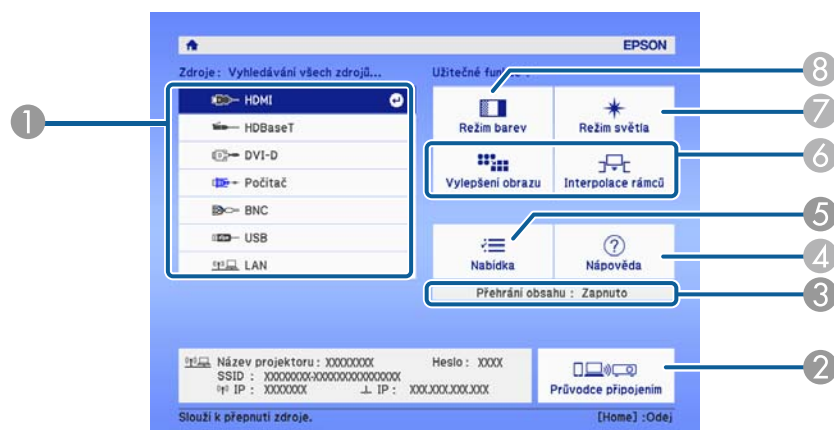 EPSON
Zdroje : Vyhledávání všech zdrojů...
Užitečné :
HDMI
HDBaseT
DVI-D
Počítač
BNC
USB
LAN
Režim barev
Režim světla
Vylepšení obrazu
Interpolace rámců
Nabídka
Nápověda
Přehrání obsahu : Zapnuto
Název projektoru : XXXXXXXX
Heslo : XXXX
SSID : XXXXXXXX-XXXXXXXXXXXXXXXX
IP : XXXXXXX
IP : XXX.XXX.XXX.XXX
Průvodce připojením
Slouží k přepnutí zdroje.
[Home] :Odej
1
8
7
6
5
4
3
2